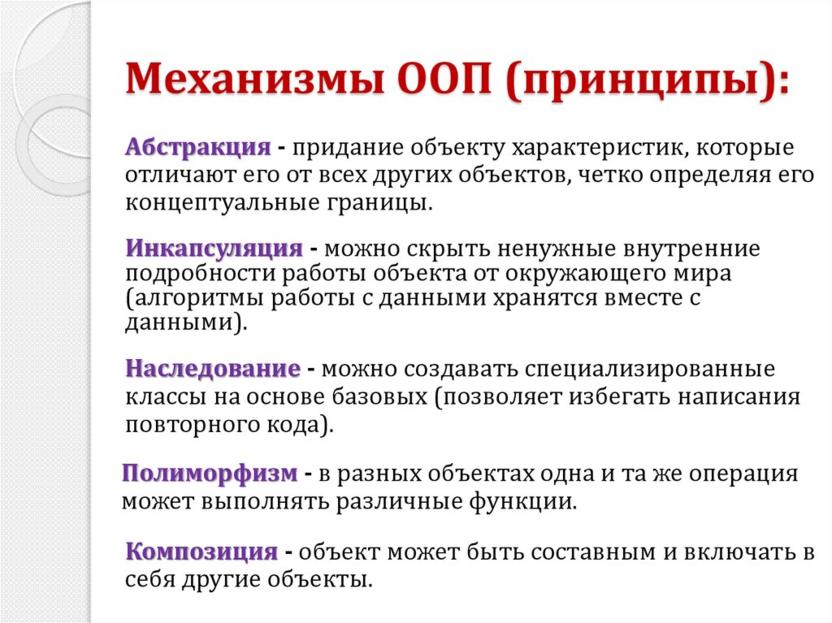 Механизмы ООП (принципы):
Абстракция - придание объекту характеристик, которые
отличают его от всех других объектов, четко определяя его
концептуальные границы.
Инкапсуляция - можно скрыть ненужные внутренние
подробности работы объекта от окружающего мира
(алгоритмы работы с данными хранятся вместе с
данными).
Наследование - можно создавать специализированные
классы на основе базовых (позволяет избегать написания
повторного кода).
Полиморфизм - в разных объектах одна и та же операция
может выполнять различные функции.
Композиция - объект может быть составным и включать в
себя другие объекты.